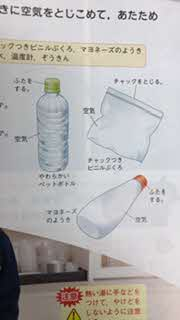 きに空気をとじこめて，あたため
ックつきビニルぶくろ，マヨネーズのようき
水，温度計，ぞうきん
ふたを
する。
チャックをとじる。
空気
空気
チャックつき
ビニルぶくろ
やわらかい
ペットボトル
ふたを
する。
マヨネーズ
のようき
空気
注意
熱い湯に手などを
つけて，やけどを
しないように注意